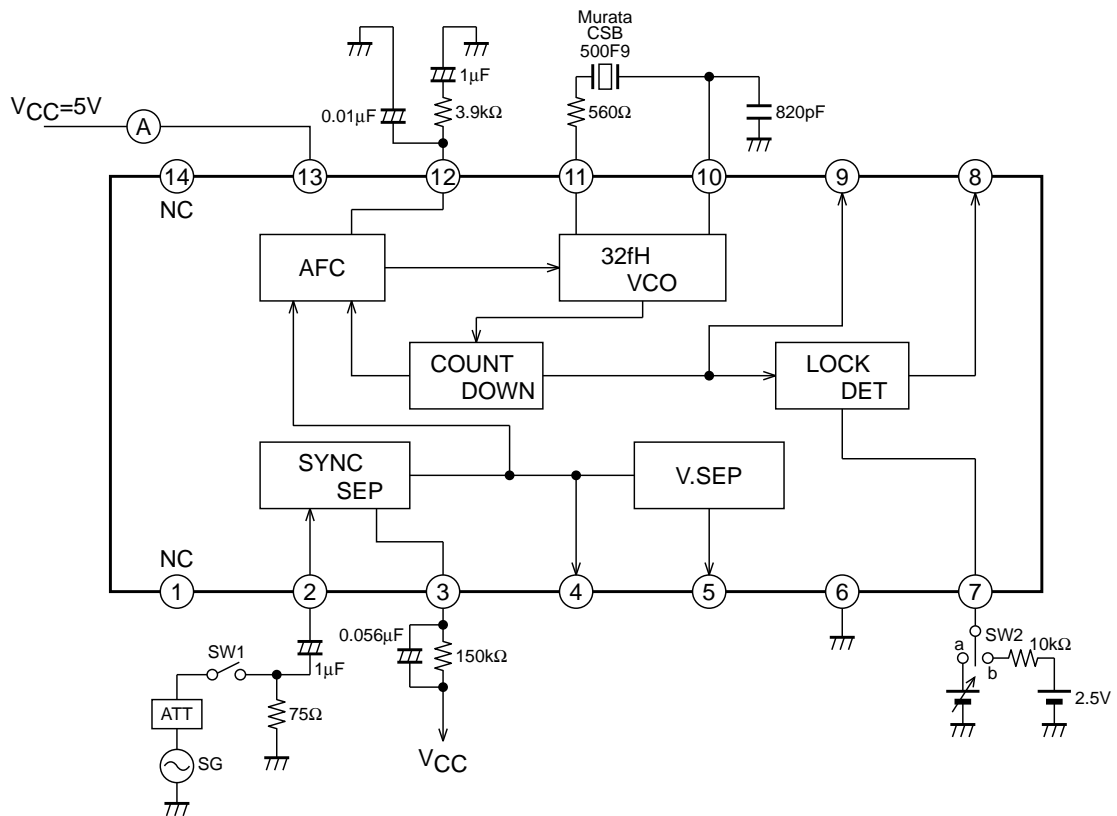 Murata
CSB
500F9
1µF
0.01µF
3.9kΩ
560Ω
820pF
VCC=5V
A
14
13
12
11
10
9
8
NC
AFC
32fH
VCO
COUNT
DOWN
LOCK
DET
SYNC
SEP
V.SEP
NC
1
2
3
4
5
6
7
SW1
1µF
0.056µF
150kΩ
75Ω
ATT
SG
VCC
SW2
a
b
10kΩ
2.5V